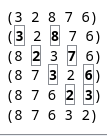 (3 2 8 7 6)
(3 2 8 7 6)
(8 2 3 7 6)
(8 7 3 2 6)
(8 7 6 2 3)
(8 7 6 3 2)